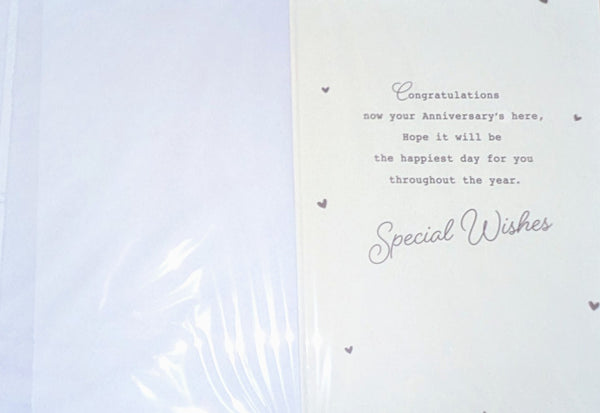 Congratulations
now your Anniversary's here,
Hope it will be
the happiest day for you
throughout the year.
Special Wishes